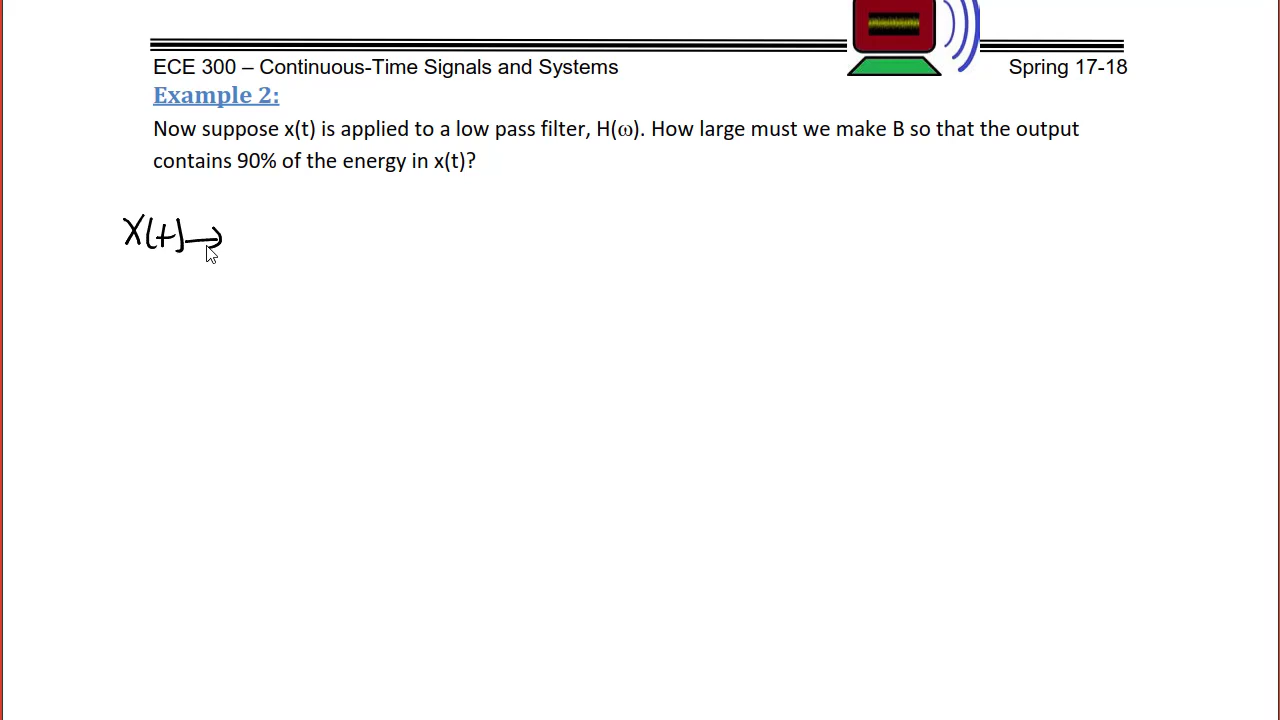 ECE 300 – Continuous-Time Signals and Systems Spring 17-18
Example 2:
Now suppose x(t) is applied to a low pass filter, H(ω). How large must we make B so that the output
contains 90% of the energy in x(t)?
X(t)→